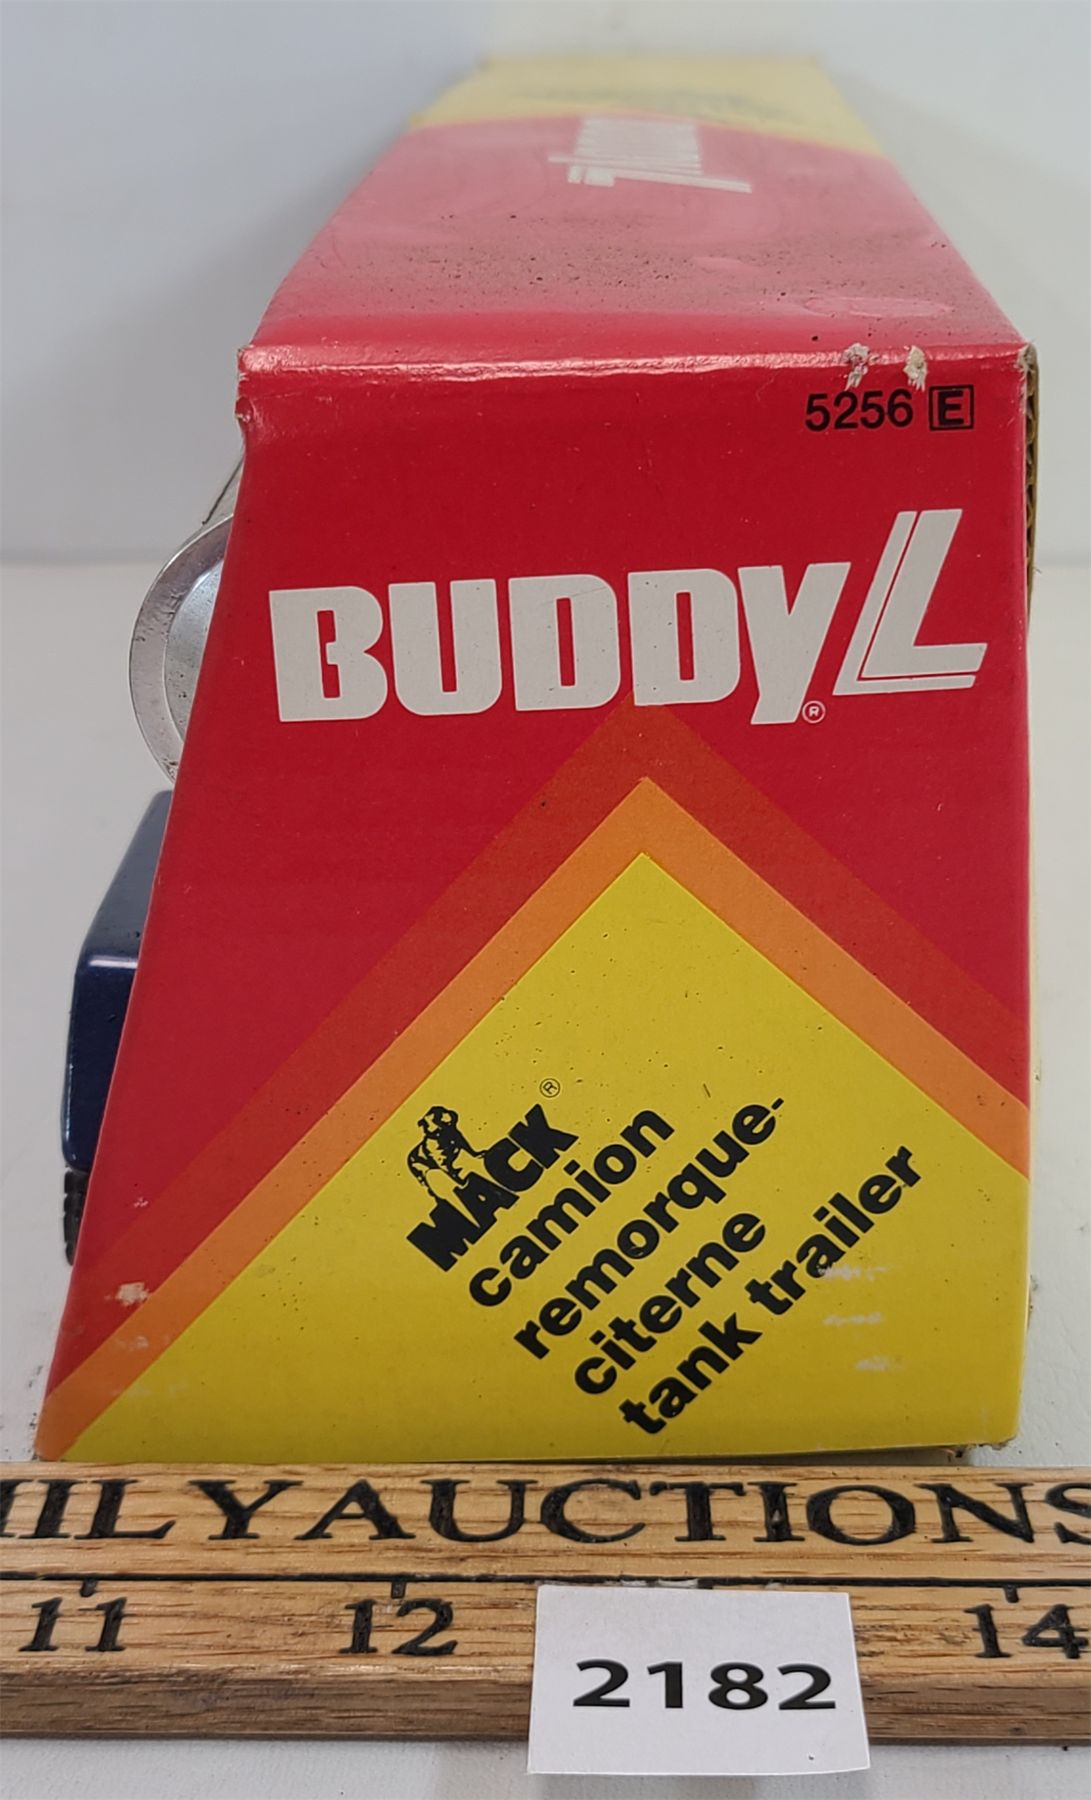 5256 E
BUDDY L®
MACK®
camion
remorque-
citerne
tank trailer
ILYAUCTIONS
11 12 14
2182